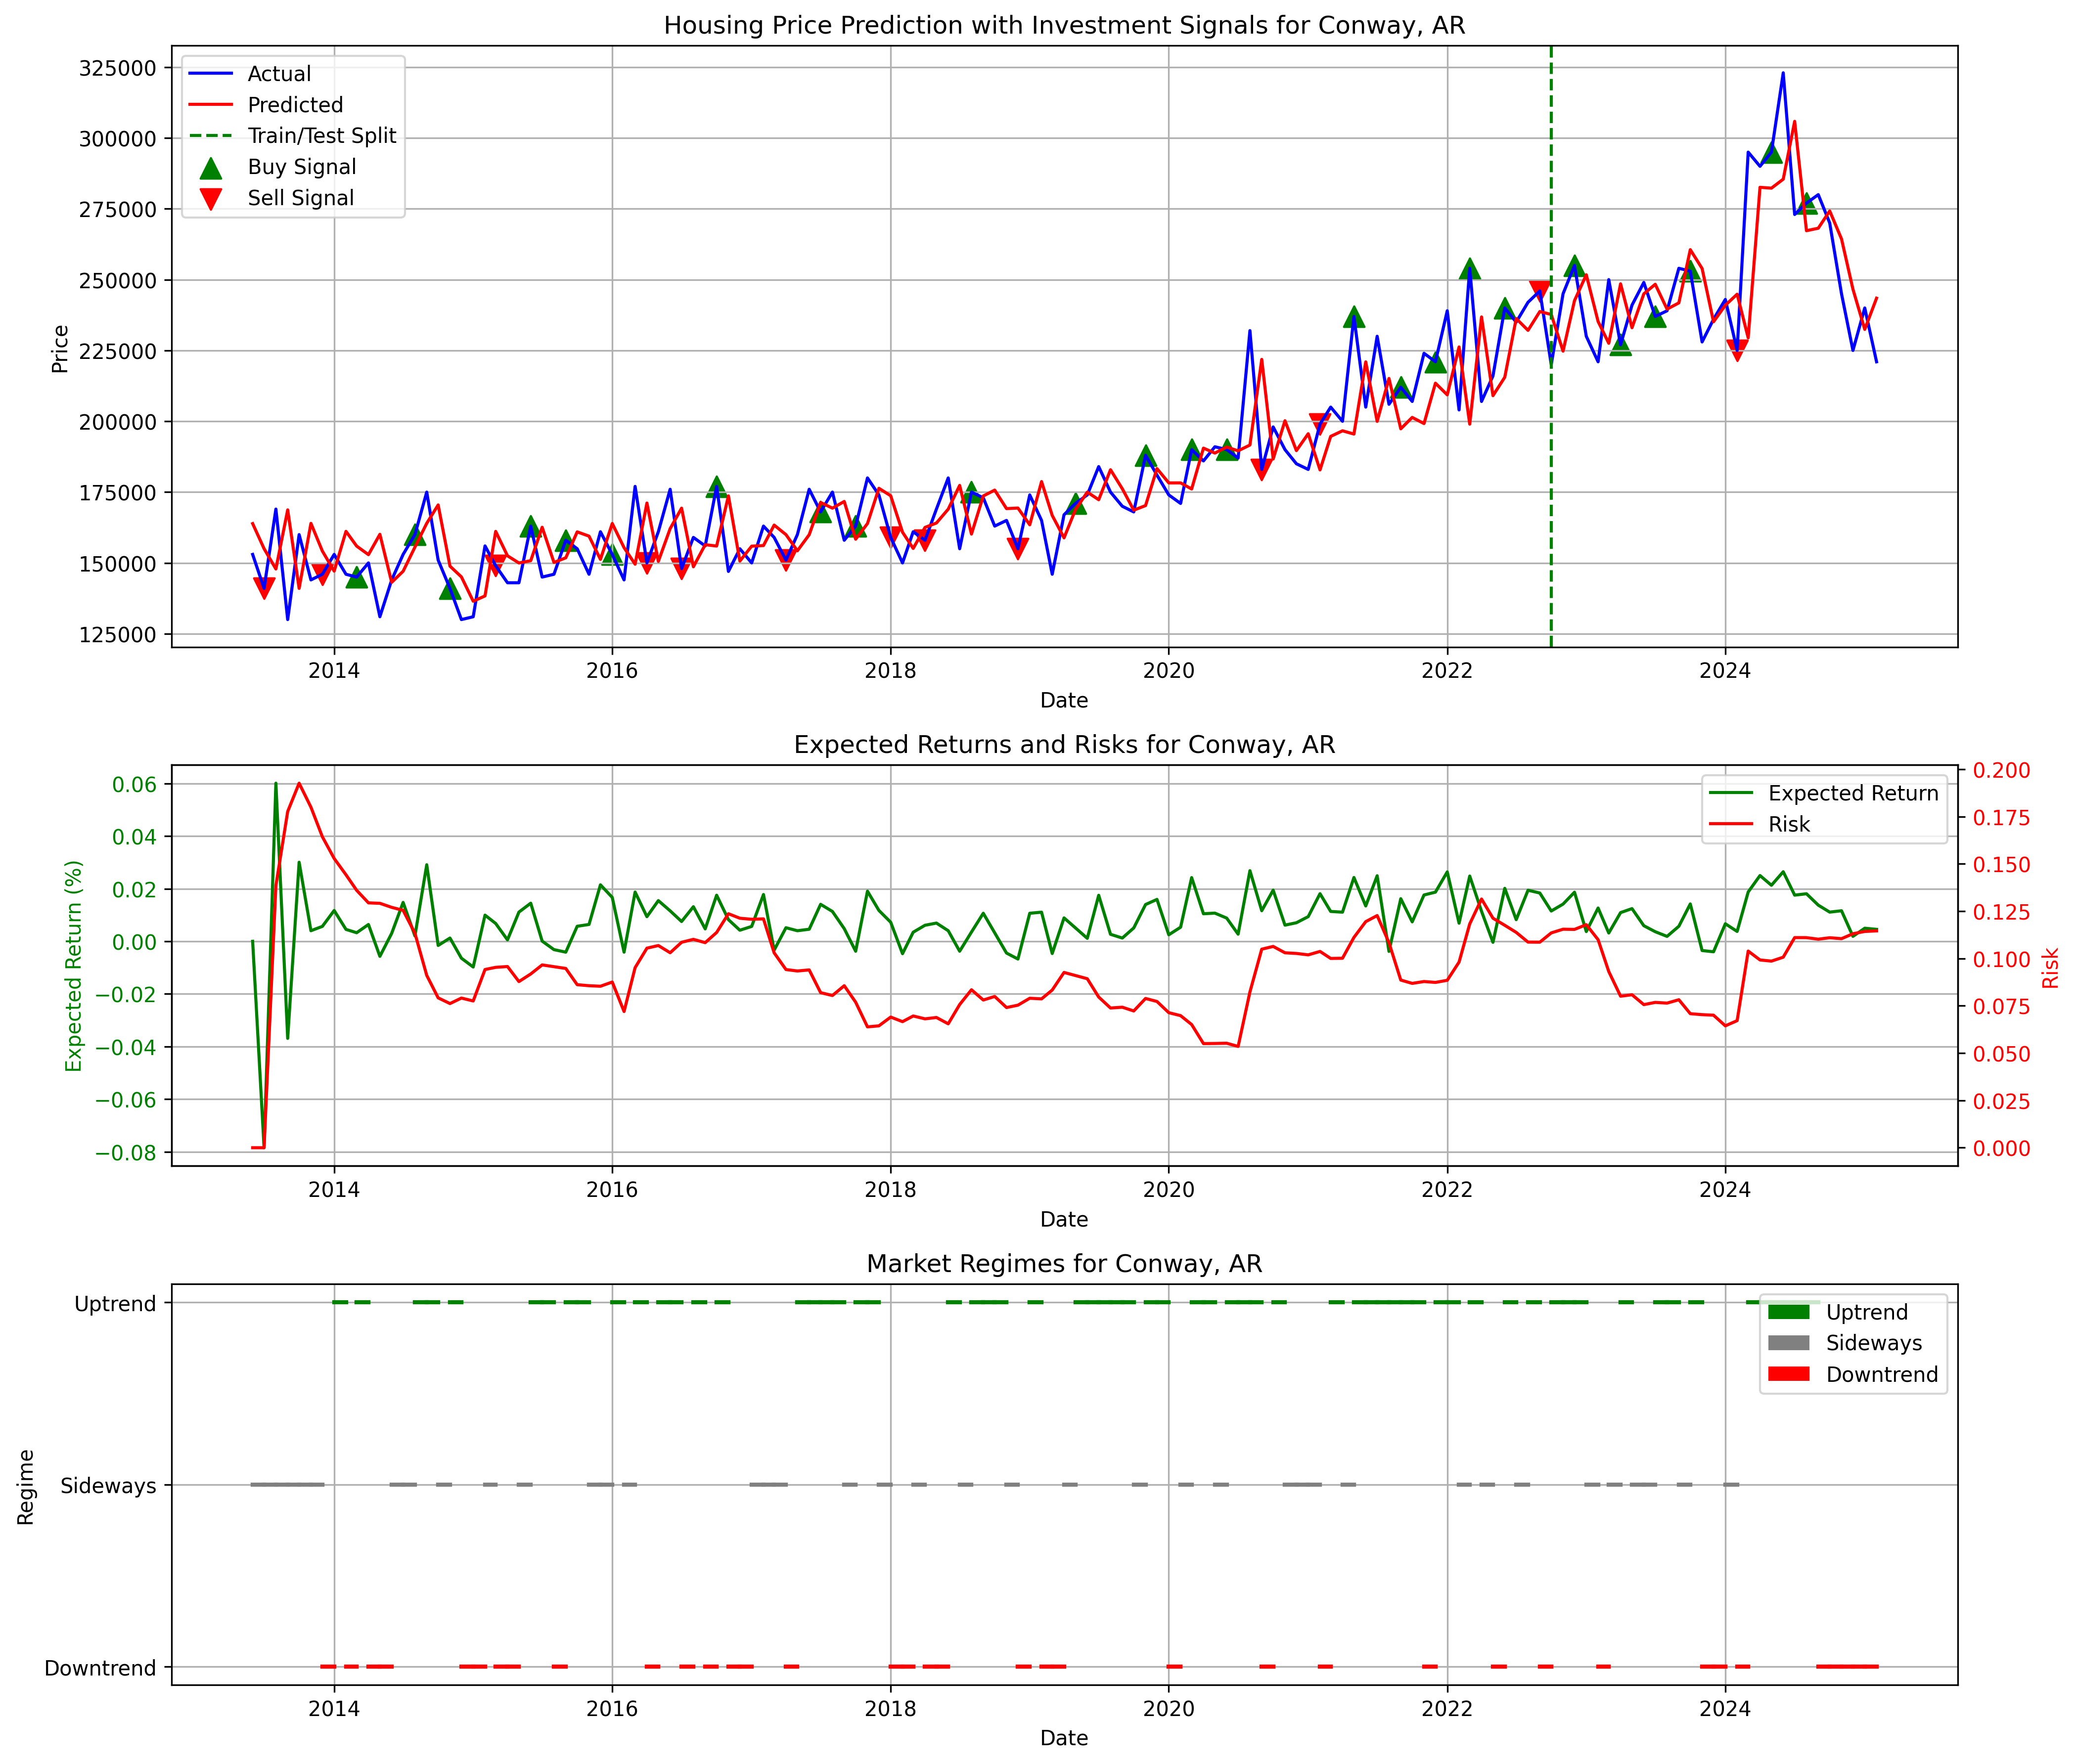 Housing Price Prediction with Investment Signals for Conway, AR
Actual
Predicted
Train/Test Split
Buy Signal
Sell Signal
Price
325000
300000
275000
250000
225000
200000
175000
150000
125000
2014
2016
2018
2020
2022
2024
Date
Expected Returns and Risks for Conway, AR
Expected Return
Risk
Expected Return (%)
0.06
0.04
0.02
0.00
−0.02
−0.04
−0.06
−0.08
0.200
0.175
0.150
0.125
0.100
0.075
0.050
0.025
0.000
Risk
2014
2016
2018
2020
2022
2024
Date
Market Regimes for Conway, AR
Uptrend
Sideways
Downtrend
Regime
Uptrend
Sideways
Downtrend
2014
2016
2018
2020
2022
2024
Date